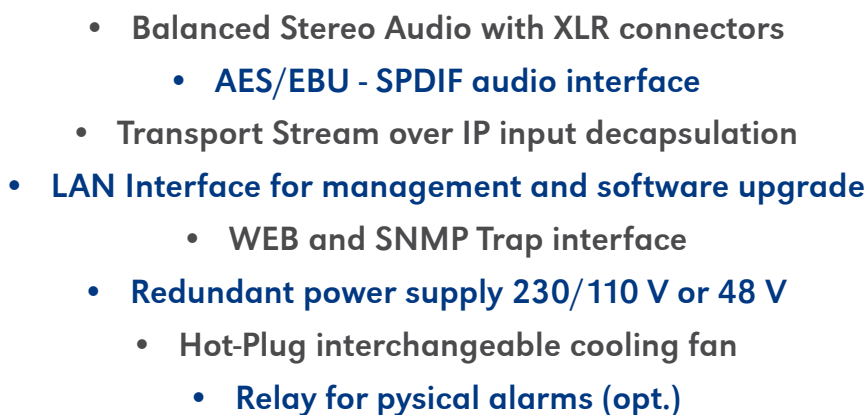 • Balanced Stereo Audio with XLR connectors
• AES/EBU - SPDIF audio interface
• Transport Stream over IP input decapsulation
• LAN Interface for management and software upgrade
• WEB and SNMP Trap interface
• Redundant power supply 230/110 V or 48 V
• Hot-Plug interchangeable cooling fan
• Relay for pysical alarms (opt.)